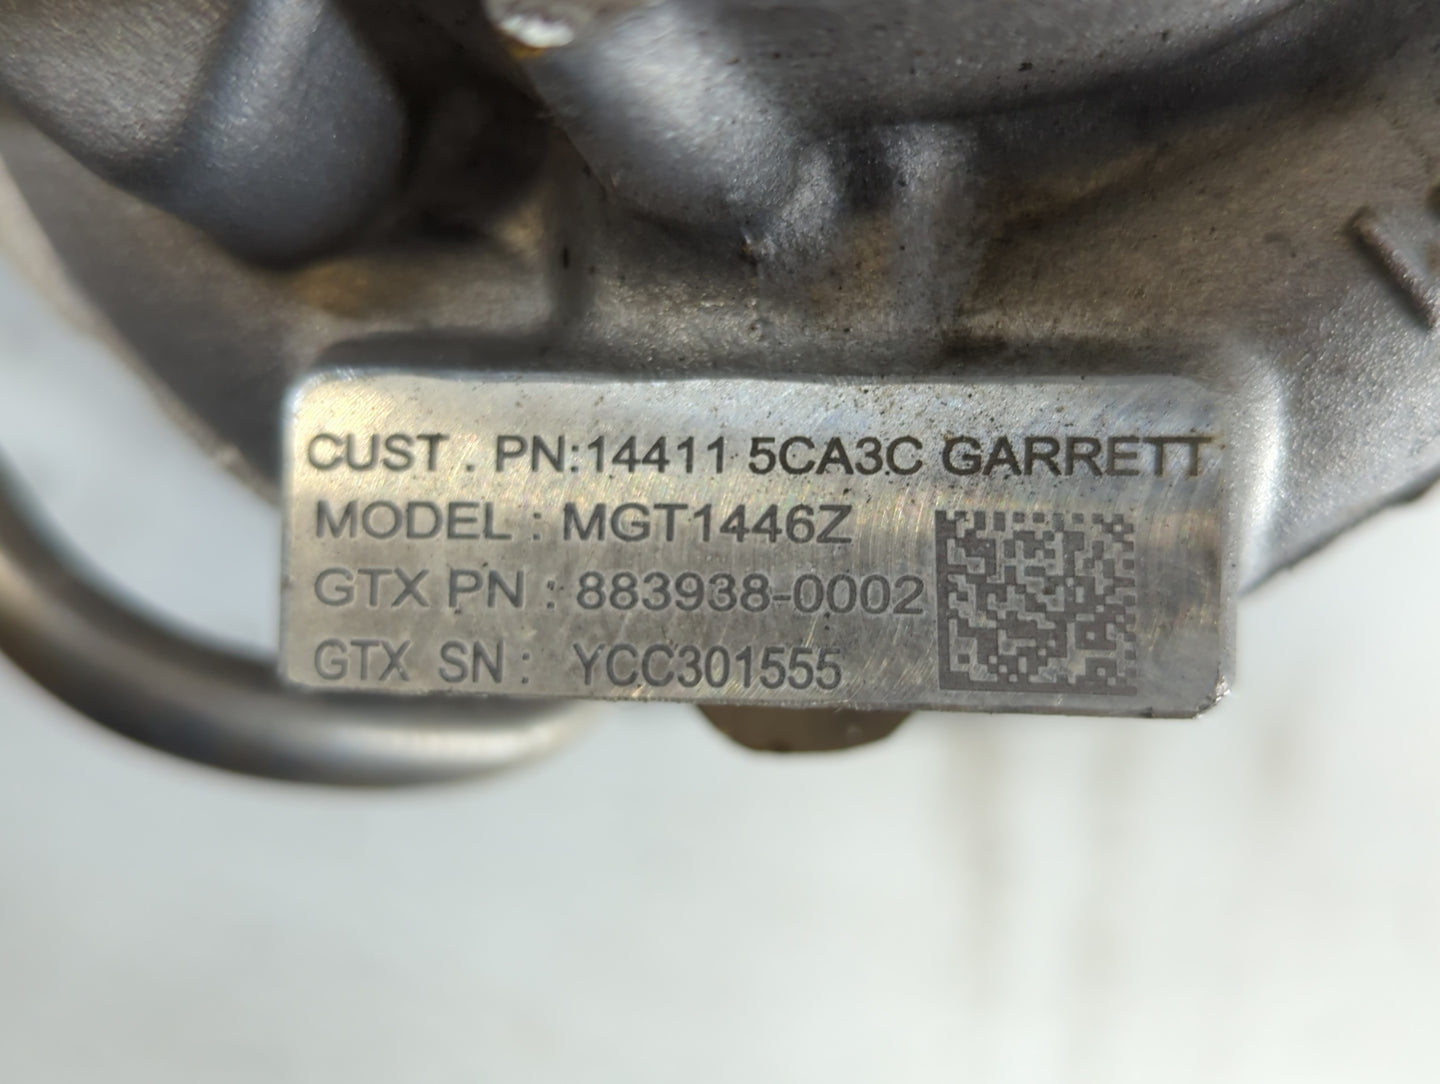 CUST. PN:14411 5CA3C GARRETT
MODEL : MGT1446Z
GTX PN : 883938-0002
GTX SN : YCC301555